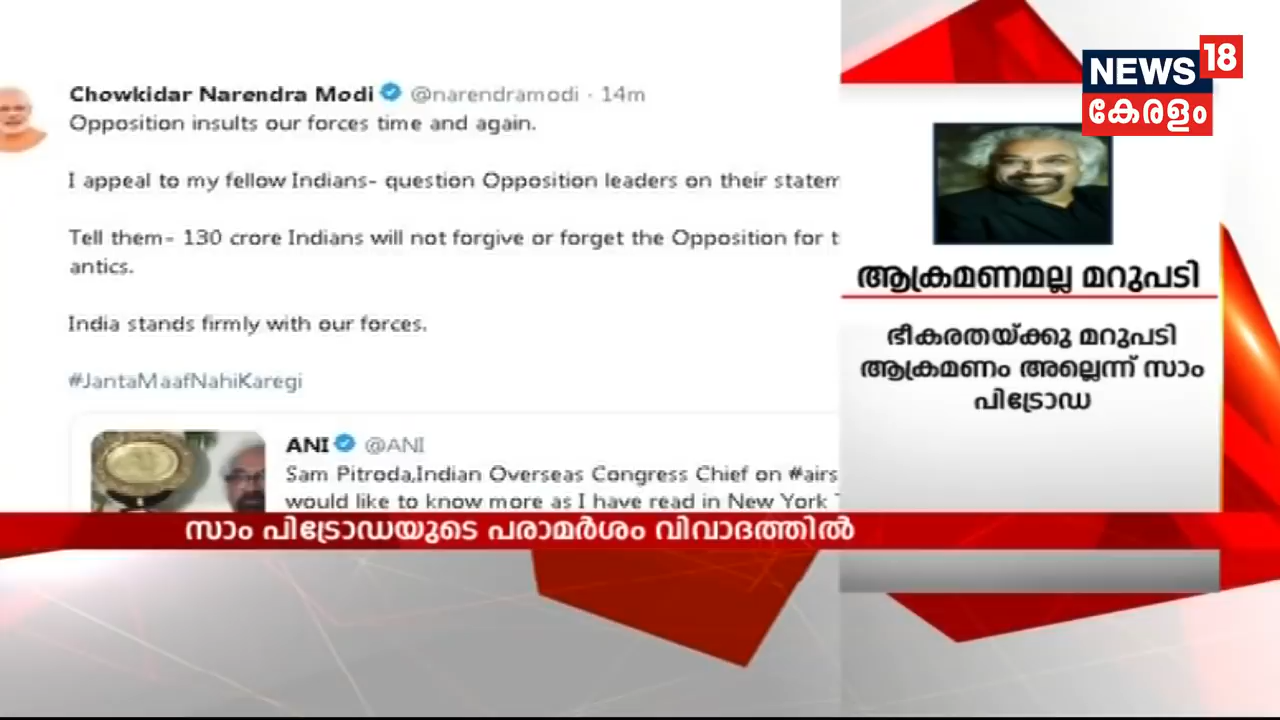 Chowkidar Narendra Modi @narendramodi · 14m
Opposition insults our forces time and again.
I appeal to my fellow Indians- question Opposition leaders on their statem
Tell them- 130 crore Indians will not forgive or forget the Opposition for t
antics.
India stands firmly with our forces.
#JantaMaafNahiKaregi
ANI @ANI
Sam Pitroda,Indian Overseas Congress Chief on #airs
would like to know more as I have read in New York T
NEWS 18
കേരളം
ആക്രമണമല്ല മറുപടി
ഭീകരതയ്ക്കു മറുപടി
ആക്രമണം അല്ലെന്ന് സാം
പിട്രോഡ
സാം പിട്രോഡയുടെ പരാമർശം വിവാദത്തിൽ